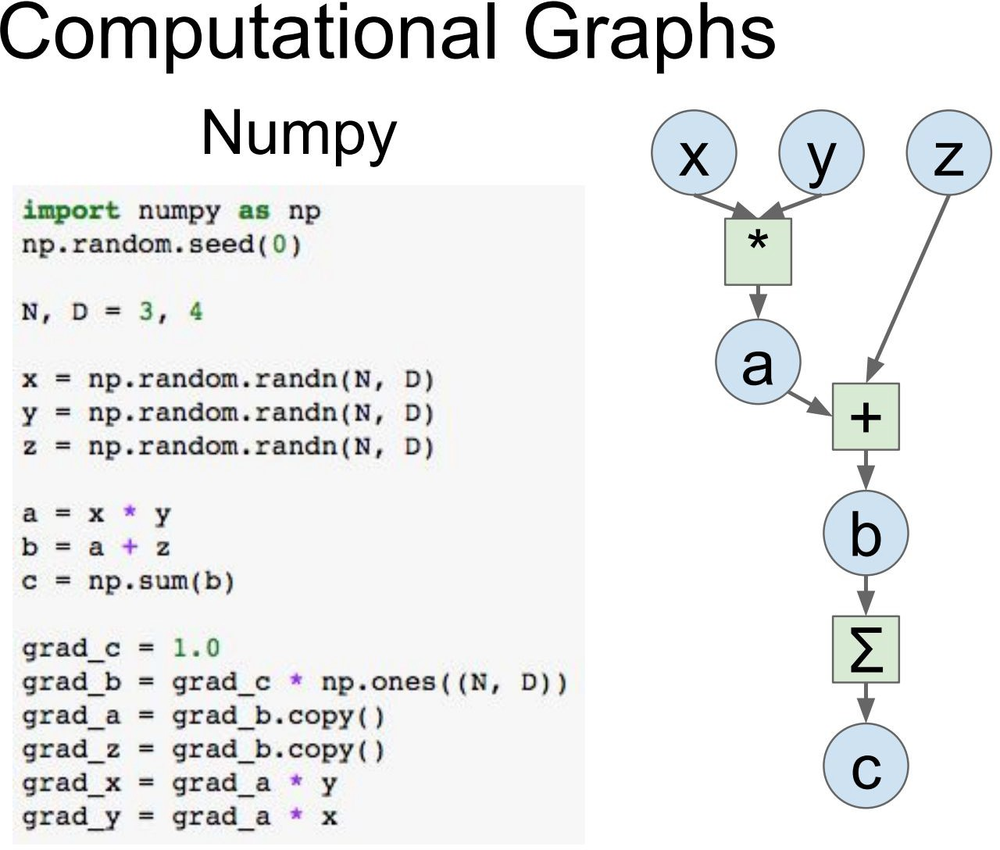 Computational Graphs
Numpy
import numpy as np
np.random.seed(0)
N, D = 3, 4
x = np.random.randn(N, D)
y = np.random.randn(N, D)
z = np.random.randn(N, D)
a = x * y
b = a + z
c = np.sum(b)
grad_c = 1.0
grad_b = grad_c * np.ones((N, D))
grad_a = grad_b.copy()
grad_z = grad_b.copy()
grad_x = grad_a * y
grad_y = grad_a * x
x y z
*
a
+
b
Σ
c